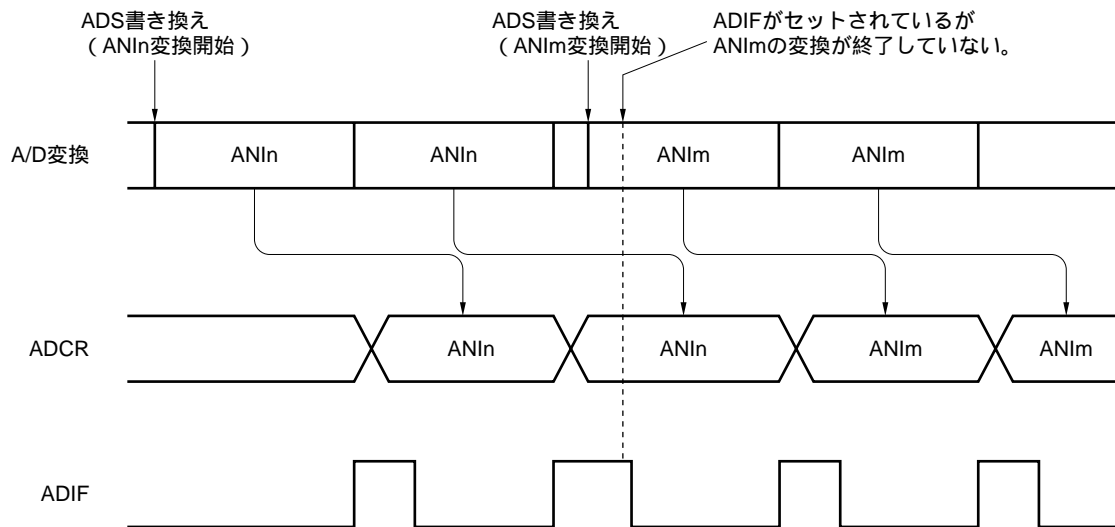 ADS書き換え
（ANIn変換開始）
ADS書き換え
（ANIm変換開始）
ADIFがセットされているが
ANImの変換が終了していない。
A/D変換
ANIn
ANIn
ANIm
ANIm
ADCR
ANIn
ANIn
ANIm
ANIm
ADIF